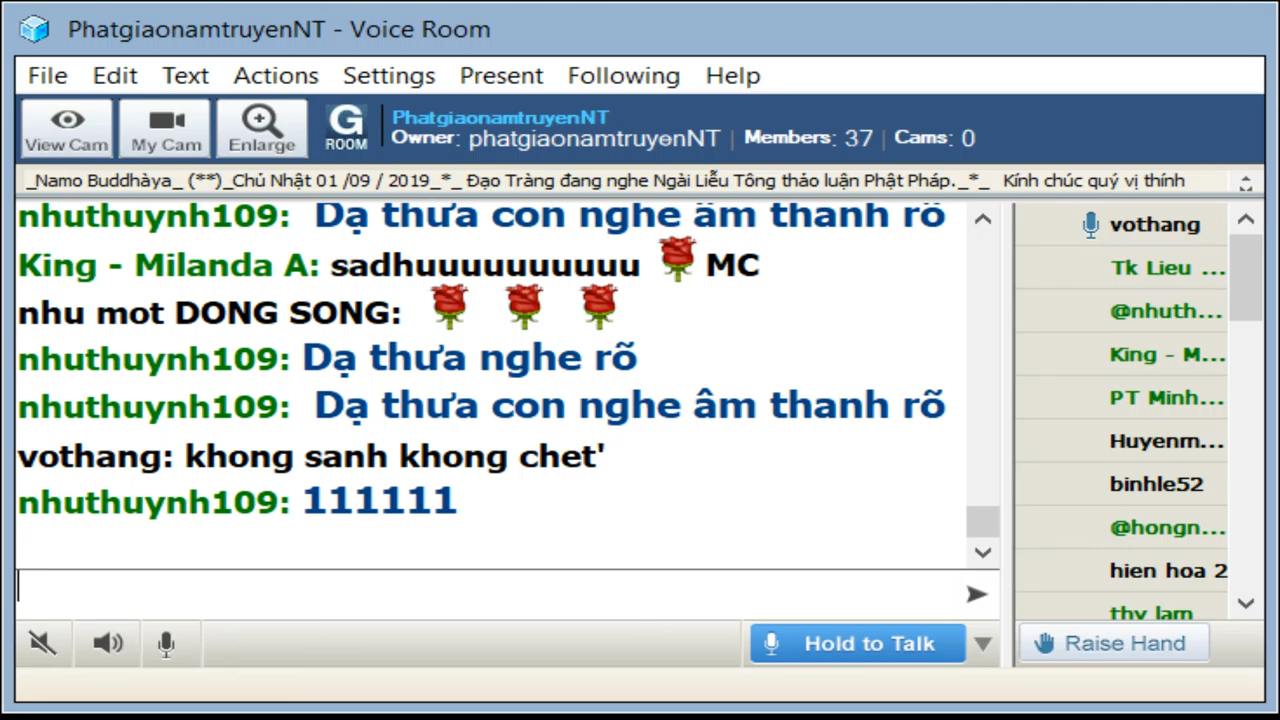 PhatgiaonamtruyenNT - Voice Room
File Edit Text Actions Settings Present Following Help
View Cam
My Cam
Enlarge
G ROOM
PhatgiaonamtruyenNT
Owner: phatgiaonamtruyenNT | Members: 37 | Cams: 0
_Namo Buddhàya_ (**)_Chủ Nhật 01 /09 / 2019_*_ Đạo Tràng đang nghe Ngài Liễu Tông thảo luận Phật Pháp._*_ Kính chúc quý vị thính
nhuthuynh109: Dạ thưa con nghe âm thanh rõ
King - Milanda A: sadhuuuuuuuuuu MC
nhu mot DONG SONG:
nhuthuynh109: Dạ thưa nghe rõ
nhuthuynh109: Dạ thưa con nghe âm thanh rõ
vothang: khong sanh khong chet'
nhuthuynh109: 111111
vothang
Tk Lieu ...
@nhuth...
King - M...
PT Minh...
Huyenm...
binhle52
@hongn...
hien hoa 2
thy lam
Hold to Talk
Raise Hand